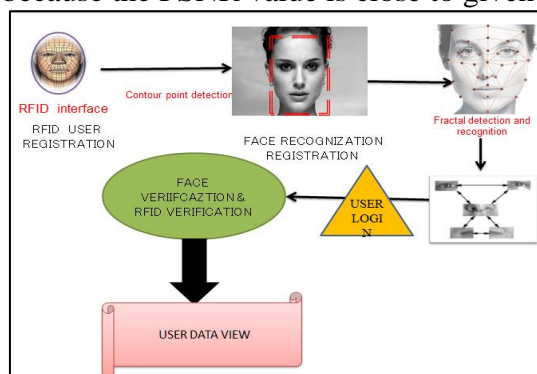 because the PSNR value is close to given
RFID interface
RFID USER
REGISTRATION
Contour point detection
FACE RECOGNIZATION
REGISTRATION
Fractal detection and
recognition
FACE
VERIIFCAZTION &
RFID VERIFICATION
USER
LOGI
N
USER DATA VIEW